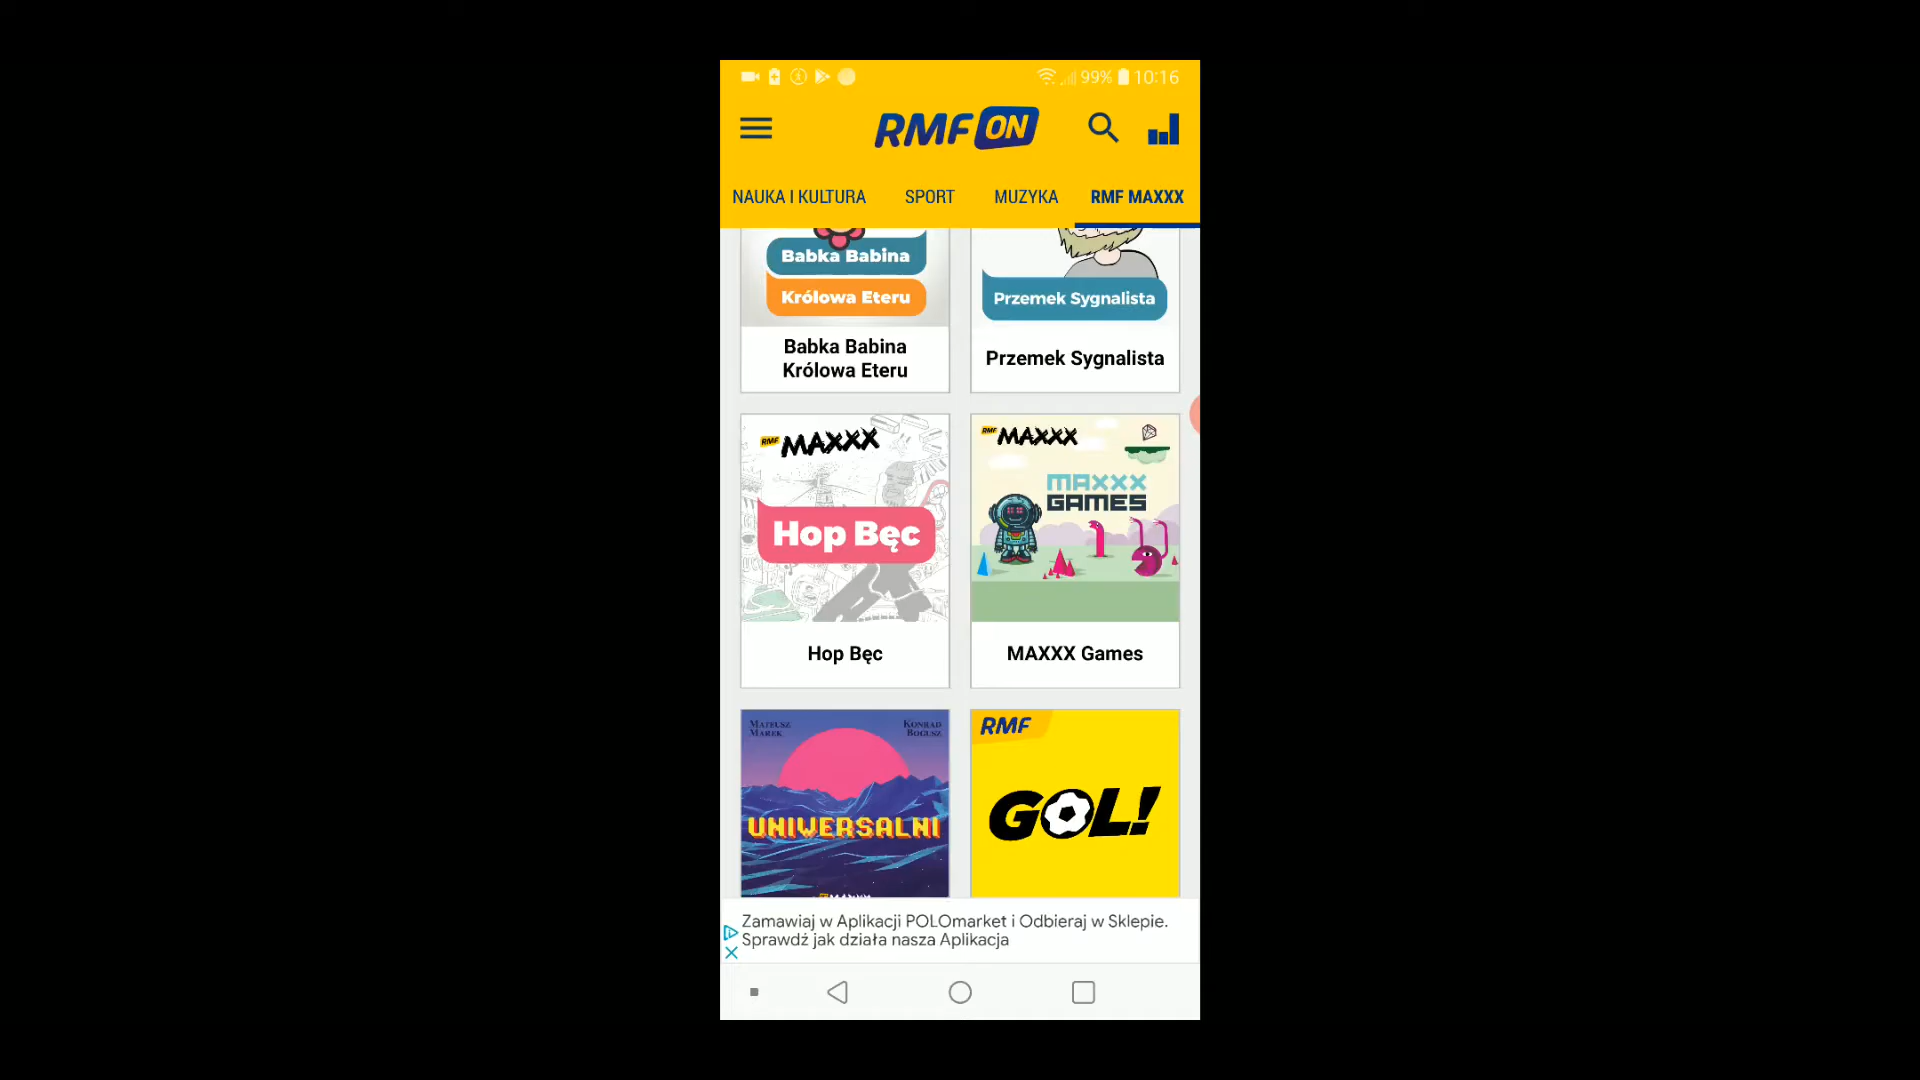 99% 10:16
RMF ON
NAUKA I KULTURA SPORT MUZYKA RMF MAXXX
Babka Babina
Królowa Eteru
Przemek Sygnalista
Babka Babina
Królowa Eteru
Przemek Sygnalista
RMF MAXXX
Hop Bęc
RMF MAXXX
MAXXX
GAMES
Hop Bęc
MAXXX Games
MATEUSZ
MAREK
KONRAD
BOGUSZ
UNIWERSALNI
RMF
GOL!
Zamawiaj w Aplikacji POLOmarket i Odbieraj w Sklepie.
Sprawdź jak działa nasza Aplikacja